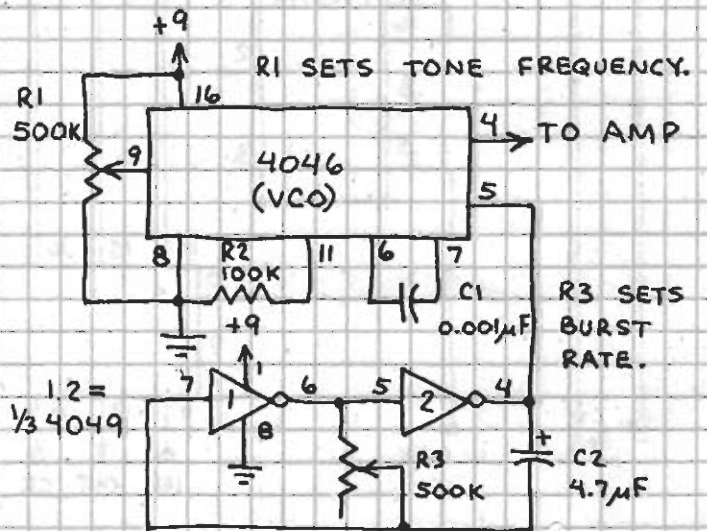 +9
R1 SETS TONE FREQUENCY.
R1
500K
16
4
TO AMP
9
4046
(VCO)
5
8
R2
100K
11
6
7
C1
0.001µF
R3 SETS
BURST
RATE.
+9
1
1,2 =
1/3 4049
7
1
6
5
2
4
8
R3
500K
+
C2
4.7µF